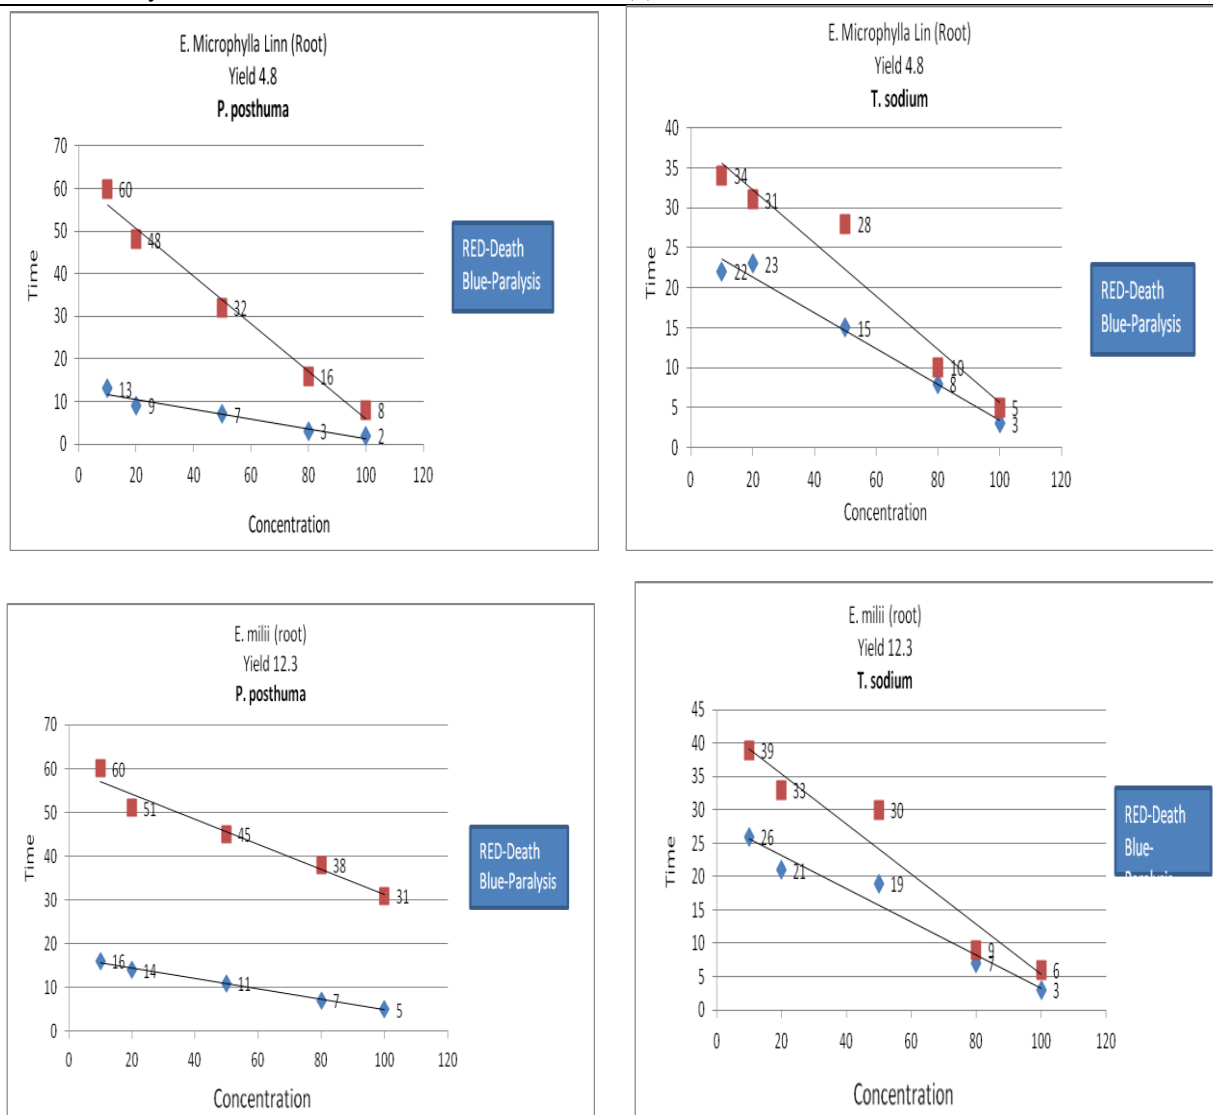 E. Microphylla Linn (Root)
Yield 4.8
P. posthuma
70
60
50
40
30
20
10
0
60
48
32
16
8
13
9
7
3
2
0 20 40 60 80 100 120
Time
Concentration
RED-Death
Blue-Paralysis
E. Microphylla Lin (Root)
Yield 4.8
T. sodium
40
35
30
25
20
15
10
5
0
34
31
28
10
5
22
23
15
8
3
0 20 40 60 80 100 120
Time
Concentration
RED-Death
Blue-Paralysis
E. milii (root)
Yield 12.3
P. posthuma
70
60
50
40
30
20
10
0
60
51
45
38
31
16
14
11
7
5
0 20 40 60 80 100 120
Time
Concentration
RED-Death
Blue-Paralysis
E. milii (root)
Yield 12.3
T. sodium
45
40
35
30
25
20
15
10
5
0
39
33
30
9
6
26
21
19
7
3
0 20 40 60 80 100 120
Time
Concentration
RED-Death
Blue-